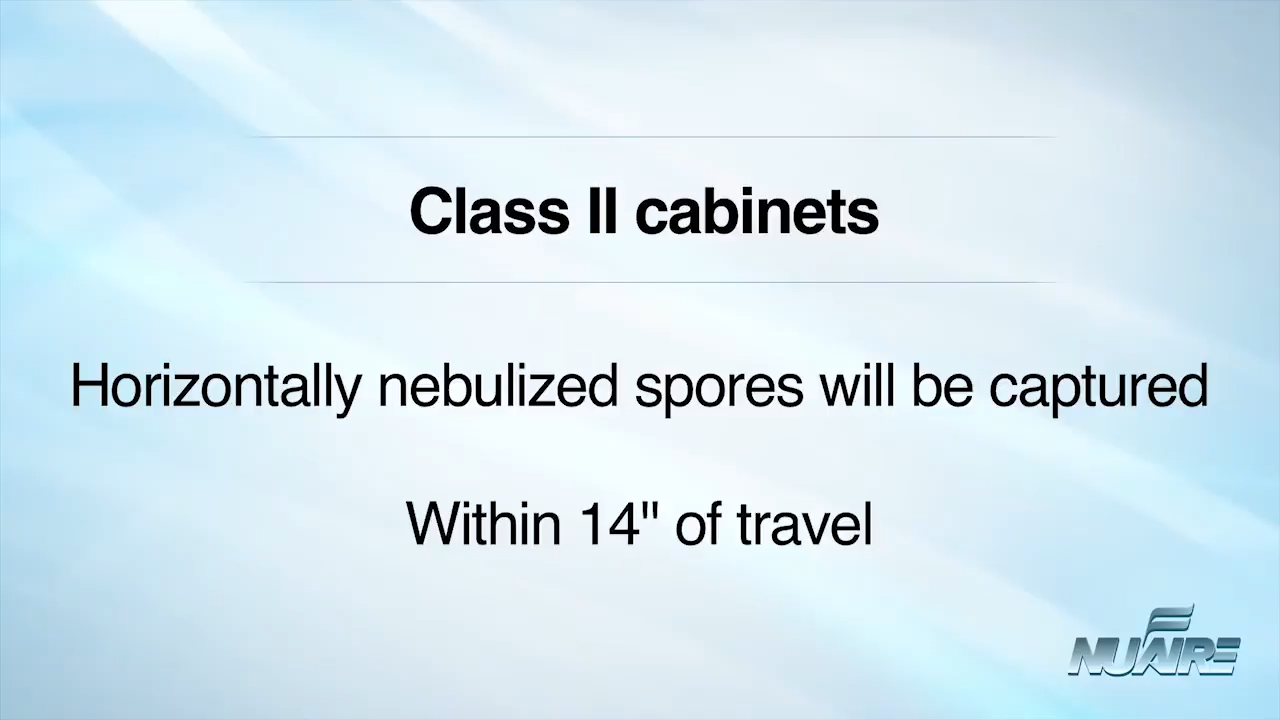 Class II cabinets
Horizontally nebulized spores will be captured
Within 14" of travel
NUAIRE